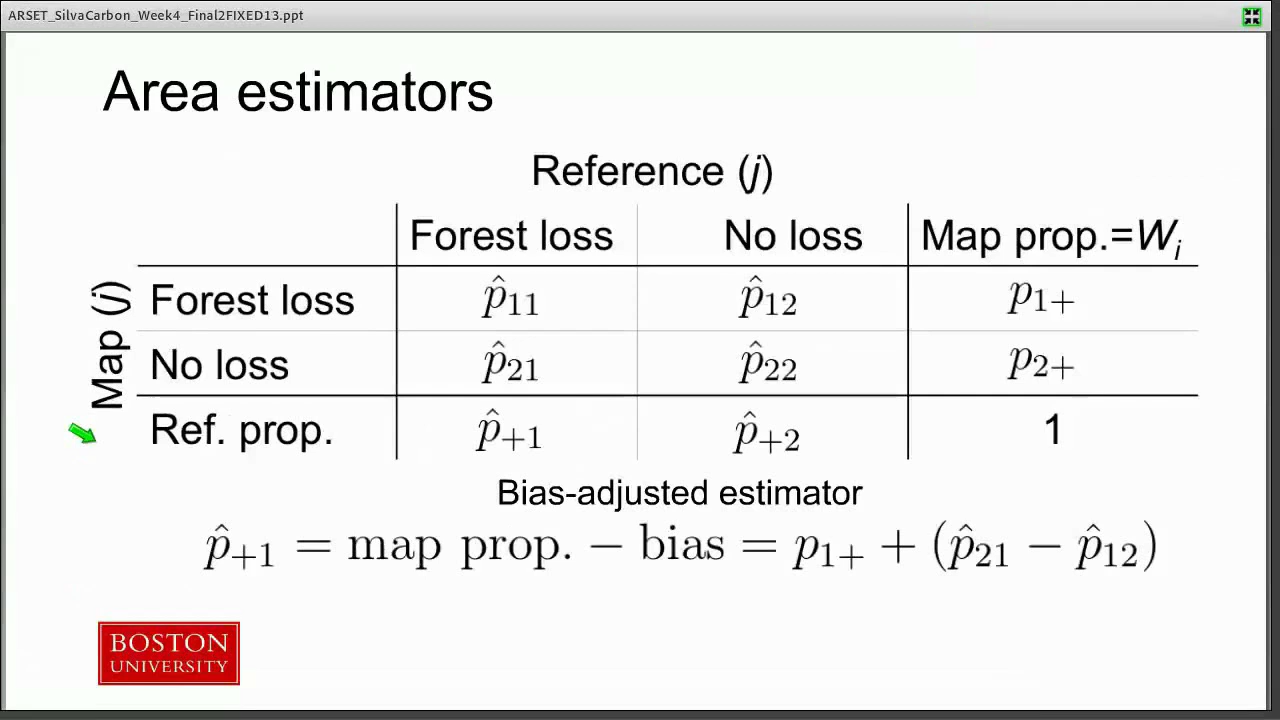 ARSET_SilvaCarbon_Week4_Final2FIXED13.ppt
Area estimators
Reference (j)
Forest loss No loss Map prop.=Wᵢ
Map (i)
Forest loss p̂₁₁ p̂₁₂ p₁₊
No loss p̂₂₁ p̂₂₂ p₂₊
Ref. prop. p̂₊₁ p̂₊₂ 1
Bias-adjusted estimator
p̂₊₁ = map prop. − bias = p₁₊ + (p̂₂₁ − p̂₁₂)
BOSTON
UNIVERSITY